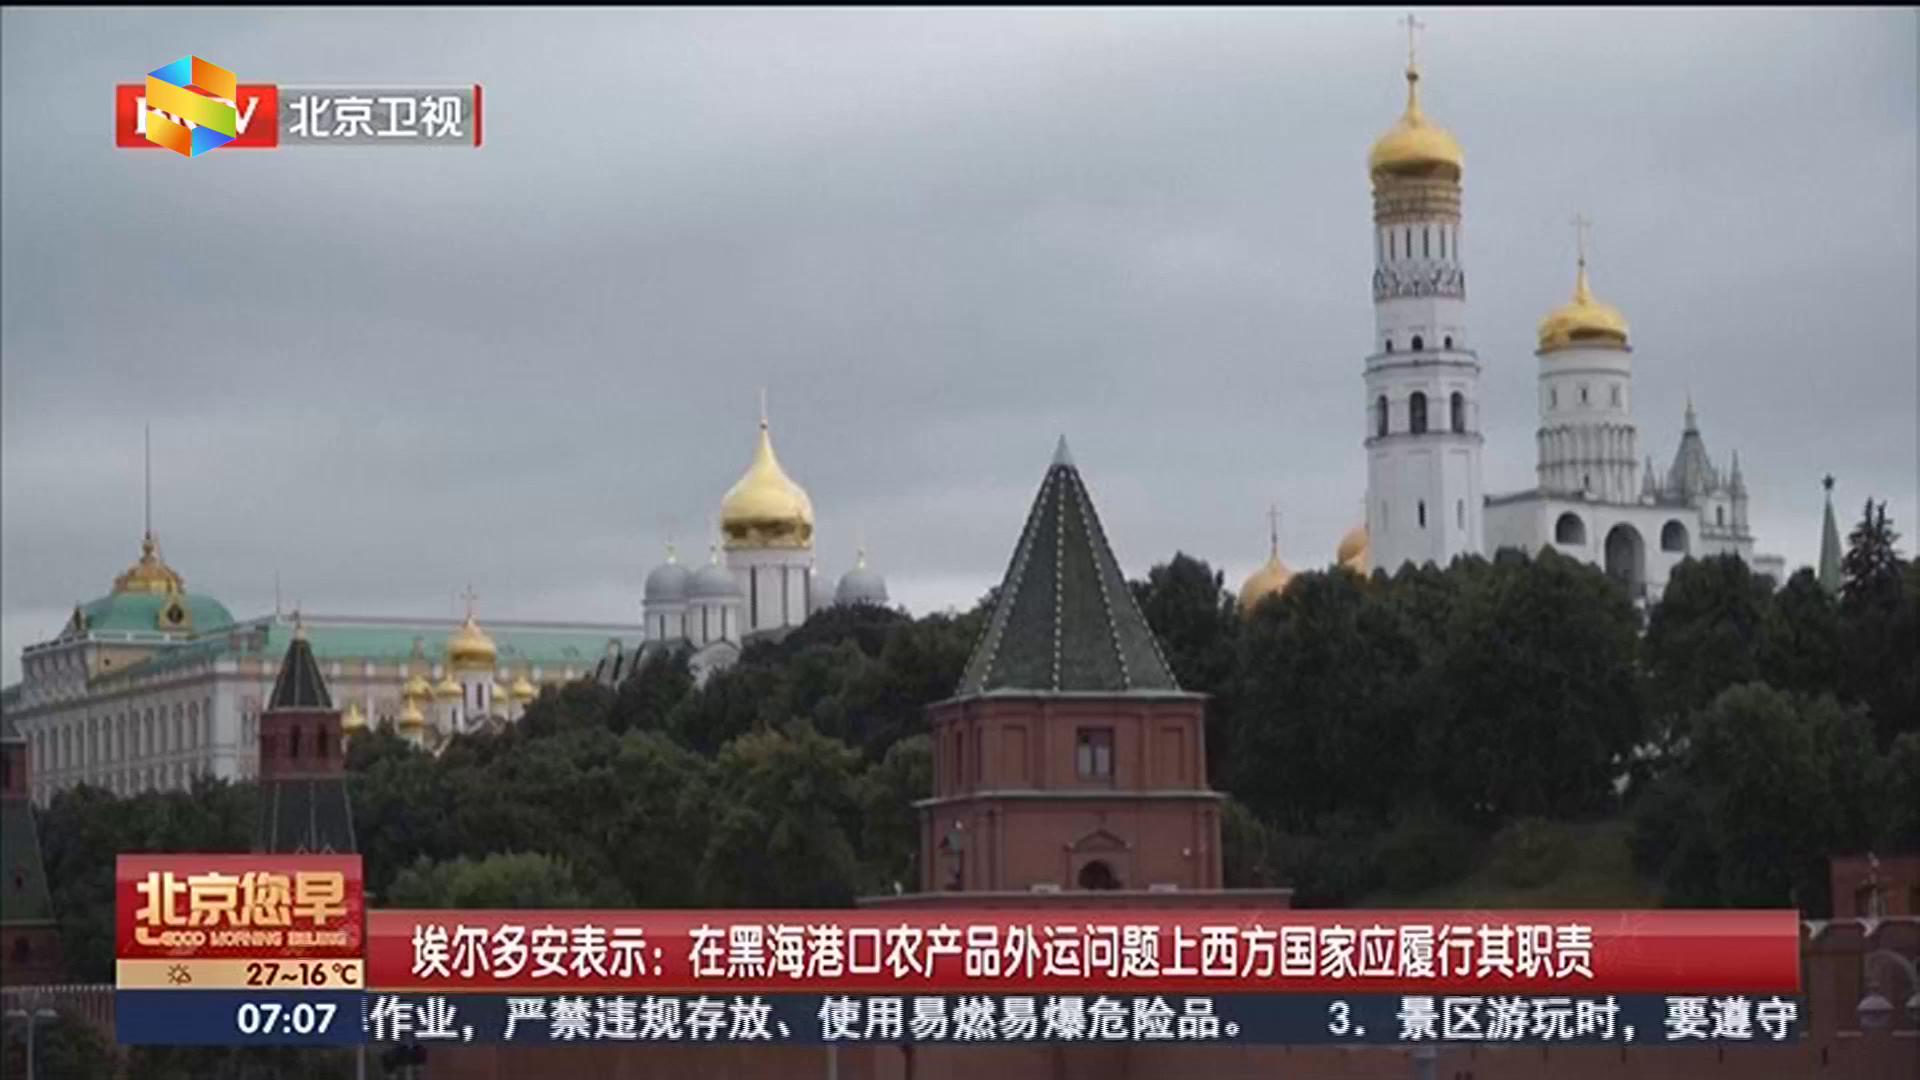 北京卫视
北京您早
GOOD MORNING BEIJING
埃尔多安表示：在黑海港口农产品外运问题上西方国家应履行其职责
27~16℃
07:07
作业，严禁违规存放、使用易燃易爆危险品。 3. 景区游玩时，要遵守